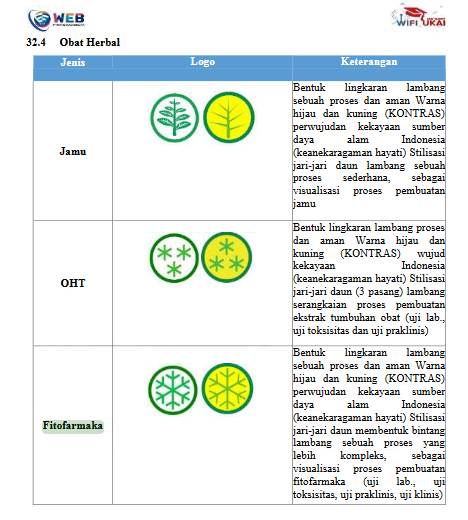 WEB
WIFI UKAI
32.4 Obat Herbal
Jenis Logo Keterangan
Jamu
Bentuk lingkaran lambang
sebuah proses dan aman Warna
hijau dan kuning (KONTRAS)
perwujudan kekayaan sumber
daya alam Indonesia
(keanekaragaman hayati) Stilisasi
jari-jari daun lambang sebuah
proses sederhana, sebagai
visualisasi proses pembuatan
jamu
OHT
Bentuk lingkaran lambang proses
dan aman Warna hijau dan
kuning (KONTRAS) wujud
kekayaan Indonesia
(keanekaragaman hayati) Stilisasi
jari-jari daun (3 pasang) lambang
serangkaian proses pembuatan
ekstrak tumbuhan obat (uji lab.,
uji toksisitas dan uji praklinis)
Fitofarmaka
Bentuk lingkaran lambang
sebuah proses dan aman Warna
hijau dan kuning (KONTRAS)
perwujudan kekayaan sumber
daya alam Indonesia
(keanekaragaman hayati) Stilisasi
jari-jari daun membentuk bintang
lambang sebuah proses yang
lebih kompleks, sebagai
visualisasi proses pembuatan
fitofarmaka (uji lab., uji
toksisitas, uji praklinis, uji klinis)